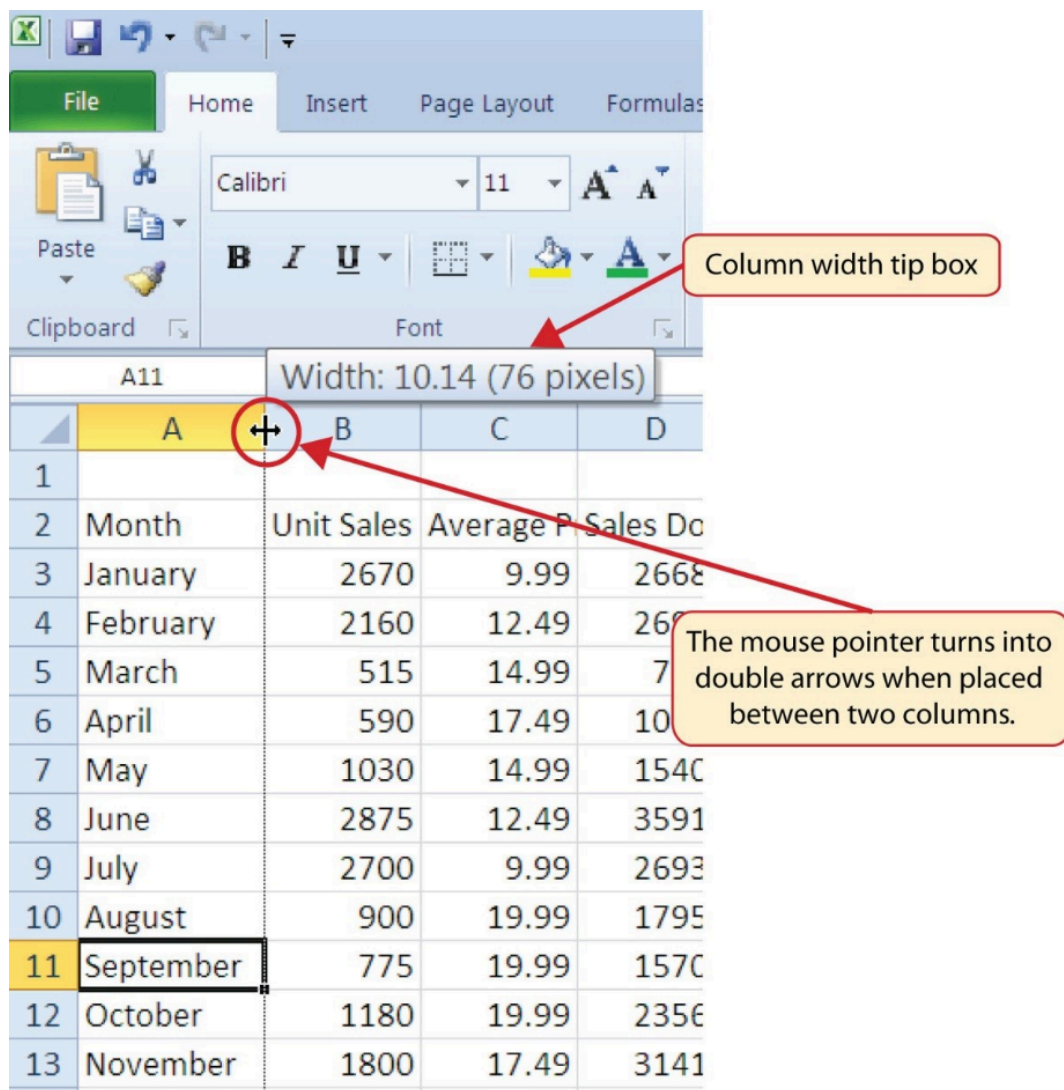 File Home Insert Page Layout Formulas
Calibri 11 A A
Paste B I U A
Column width tip box
Clipboard Font
A11 Width: 10.14 (76 pixels)
A B C D
1
2 Month Unit Sales Average P Sales Do
3 January 2670 9.99 2668
4 February 2160 12.49 26
5 March 515 14.99 7
6 April 590 17.49 10
7 May 1030 14.99 1540
8 June 2875 12.49 3591
9 July 2700 9.99 2693
10 August 900 19.99 1795
11 September 775 19.99 1570
12 October 1180 19.99 2356
13 November 1800 17.49 3141
The mouse pointer turns into
double arrows when placed
between two columns.